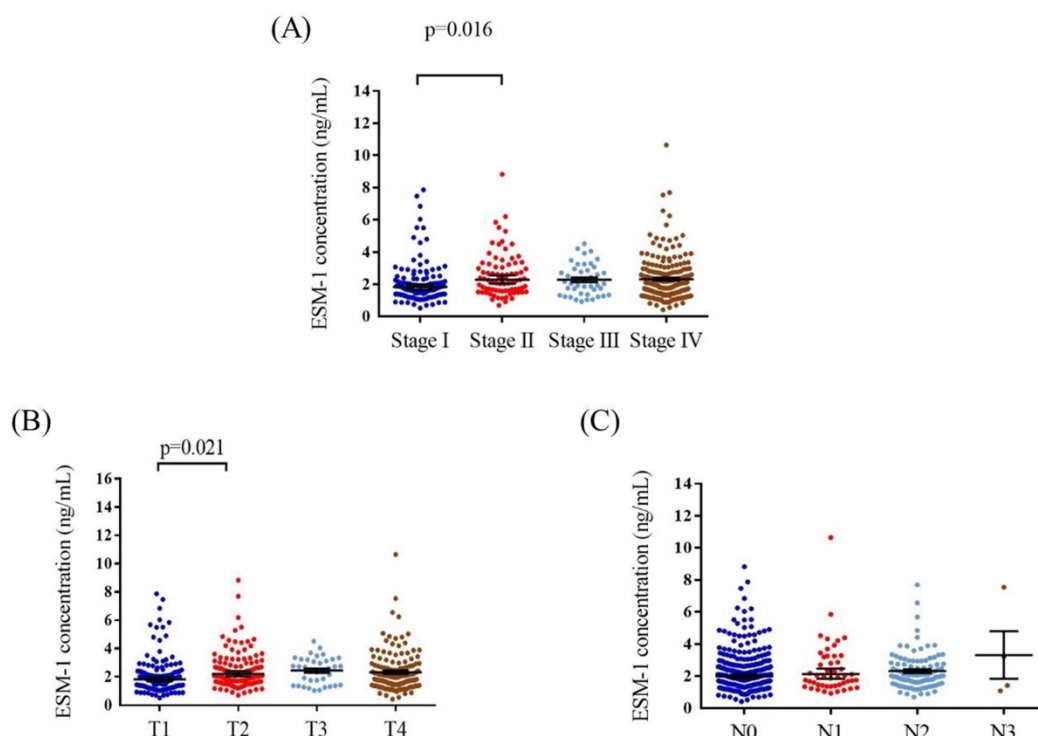 (A)
p=0.016
ESM-1 concentration (ng/mL)
14
12
10
8
6
4
2
0
Stage I Stage II Stage III Stage IV
(B)
p=0.021
ESM-1 concentration (ng/mL)
16
14
12
10
8
6
4
2
0
T1 T2 T3 T4
(C)
ESM-1 concentration (ng/mL)
14
12
10
8
6
4
2
0
N0 N1 N2 N3